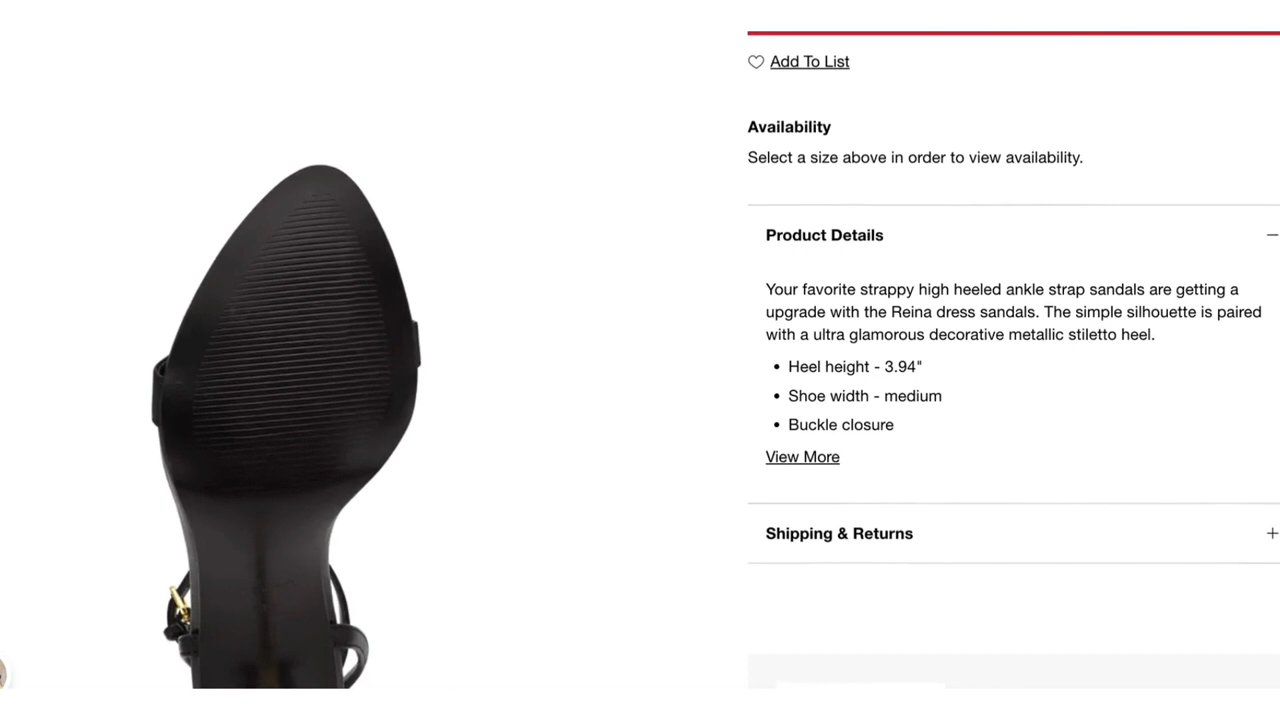 Add To List
Availability
Select a size above in order to view availability.
Product Details
Your favorite strappy high heeled ankle strap sandals are getting a
upgrade with the Reina dress sandals. The simple silhouette is paired
with a ultra glamorous decorative metallic stiletto heel.
• Heel height - 3.94"
• Shoe width - medium
• Buckle closure
View More
Shipping & Returns